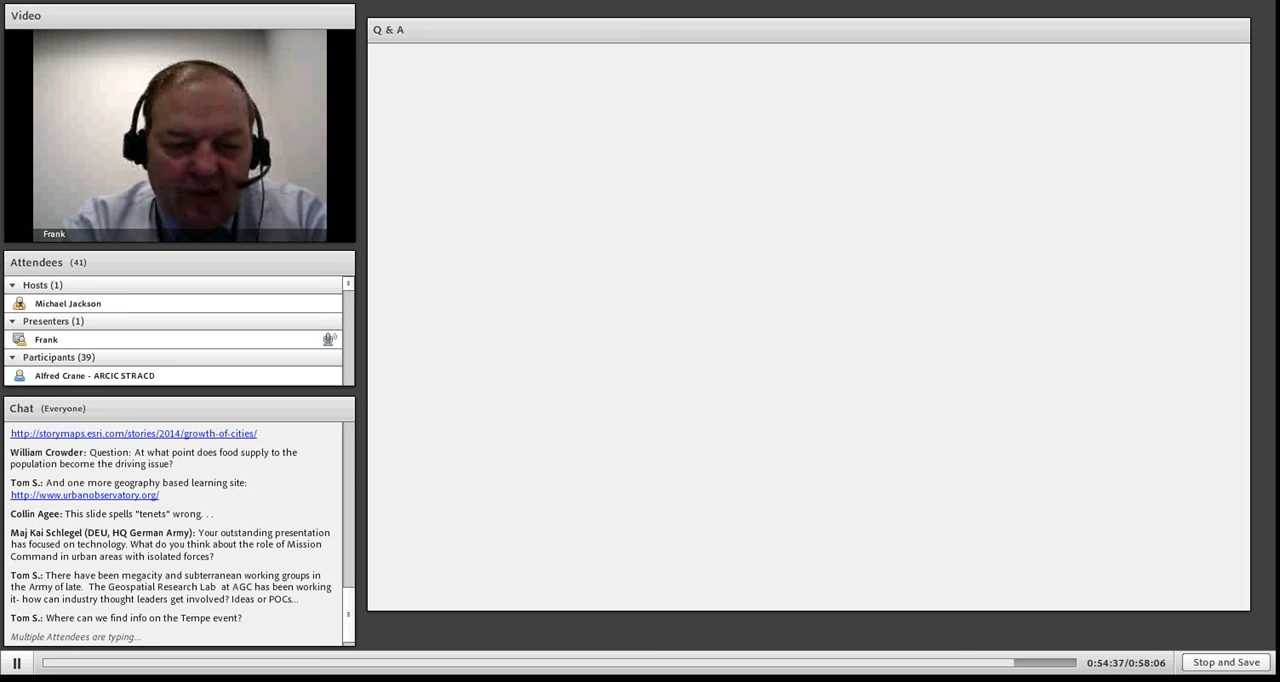 Video
Frank
Attendees (41)
Hosts (1)
Michael Jackson
Presenters (1)
Frank
Participants (39)
Alfred Crane - ARCIC STRACD
Chat (Everyone)
http://storymaps.esri.com/stories/2014/growth-of-cities/
William Crowder: Question: At what point does food supply to the
population become the driving issue?
Tom S.: And one more geography based learning site:
http://www.urbanobservatory.org/
Collin Agee: This slide spells "tenets" wrong. . .
Maj Kai Schlegel (DEU, HQ German Army): Your outstanding presentation
has focused on technology. What do you think about the role of Mission
Command in urban areas with isolated forces?
Tom S.: There have been megacity and subterranean working groups in
the Army of late. The Geospatial Research Lab at AGC has been working
it- how can industry thought leaders get involved? Ideas or POCs...
Tom S.: Where can we find info on the Tempe event?
Multiple Attendees are typing...
Q & A
0:54:37/0:58:06
Stop and Save